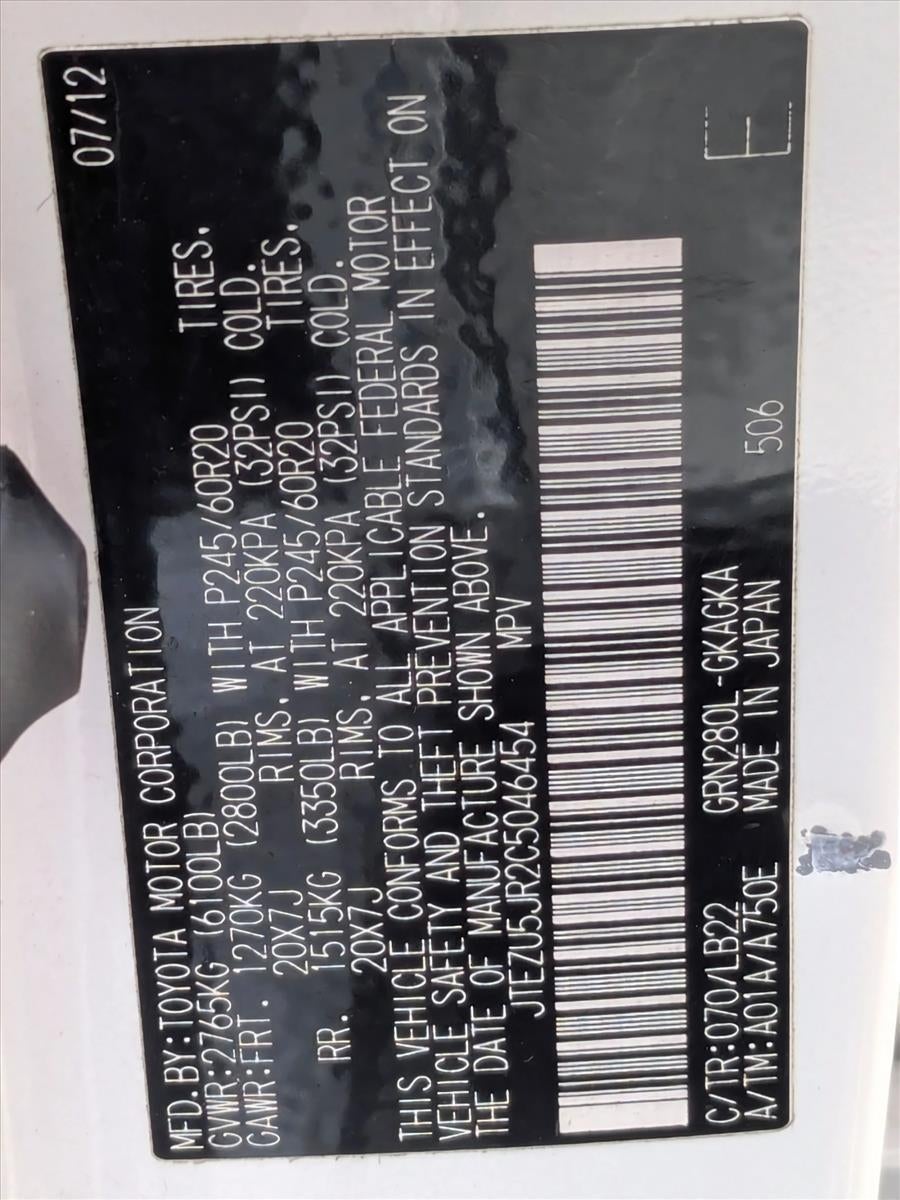 07/12
MFD.BY:TOYOTA MOTOR CORPORATION
GVWR:2765KG (6100LB)
GAWR:FRT. 1270KG (2800LB) WITH P245/60R20 TIRES.
20X7J RIMS, AT 220KPA (32PSI) COLD.
RR. 1515KG (3350LB) WITH P245/60R20 TIRES.
20X7J RIMS, AT 220KPA (32PSI) COLD.
THIS VEHICLE CONFORMS TO ALL APPLICABLE FEDERAL MOTOR
VEHICLE SAFETY AND THEFT PREVENTION STANDARDS IN EFFECT ON
THE DATE OF MANUFACTURE SHOWN ABOVE.
JTEZU5JR2C5046454 MPV
C/TR:070/LB22 GRN280L -GKAGKA
A/TM:A01A/A750E MADE IN JAPAN 506
E